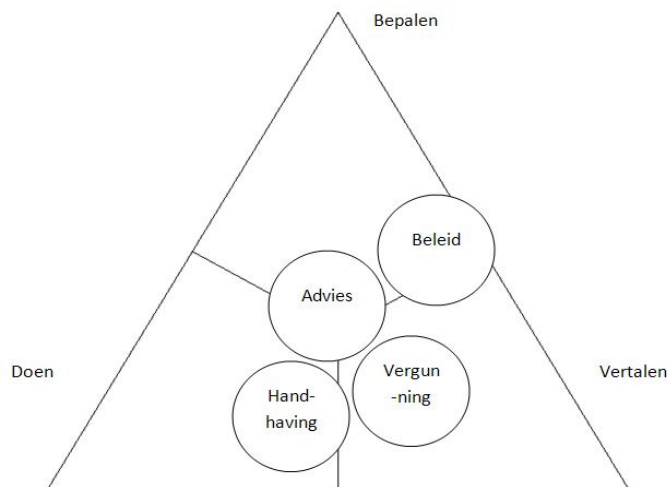 Bepalen
Beleid
Advies
Doen
Vergun
-ning
Vertalen
Hand-
having